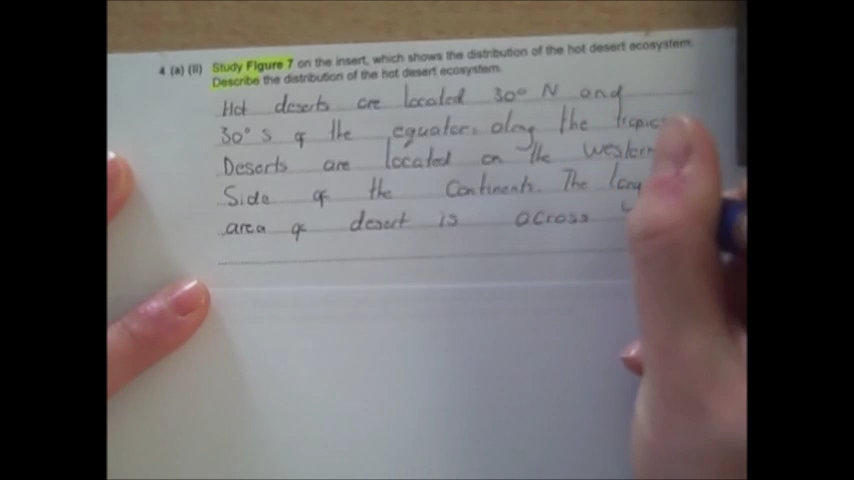 4 (a) (ii) Study Figure 7 on the insert, which shows the distribution of the hot desert ecosystem.
Describe the distribution of the hot desert ecosystem.
Hot deserts are located 30° N and
30° S of the equator, along the tropics
Deserts are located on the western
Side of the Continents. The
area of desert is across